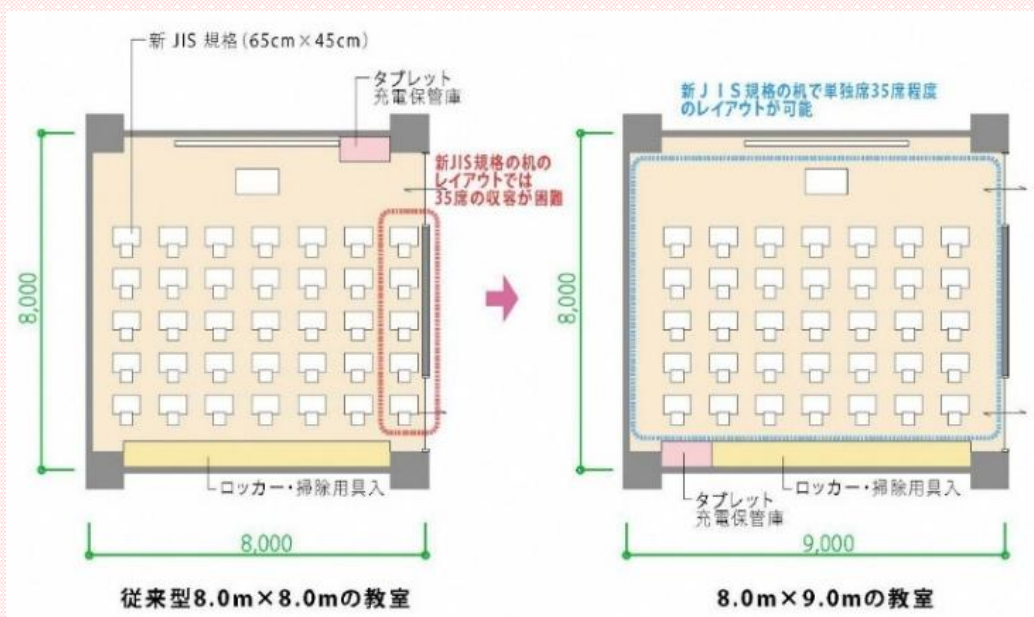 新 JIS 規格(65cm×45cm)
タブレット
充電保管庫
新JIS規格の机の
レイアウトでは
35席の収容が困難
8,000
ロッカー・掃除用具入
8,000
従来型8.0m×8.0mの教室
新JIS規格の机で単独席35席程度
のレイアウトが可能
8,000
ロッカー・掃除用具入
タブレット
充電保管庫
9,000
8.0m×9.0mの教室